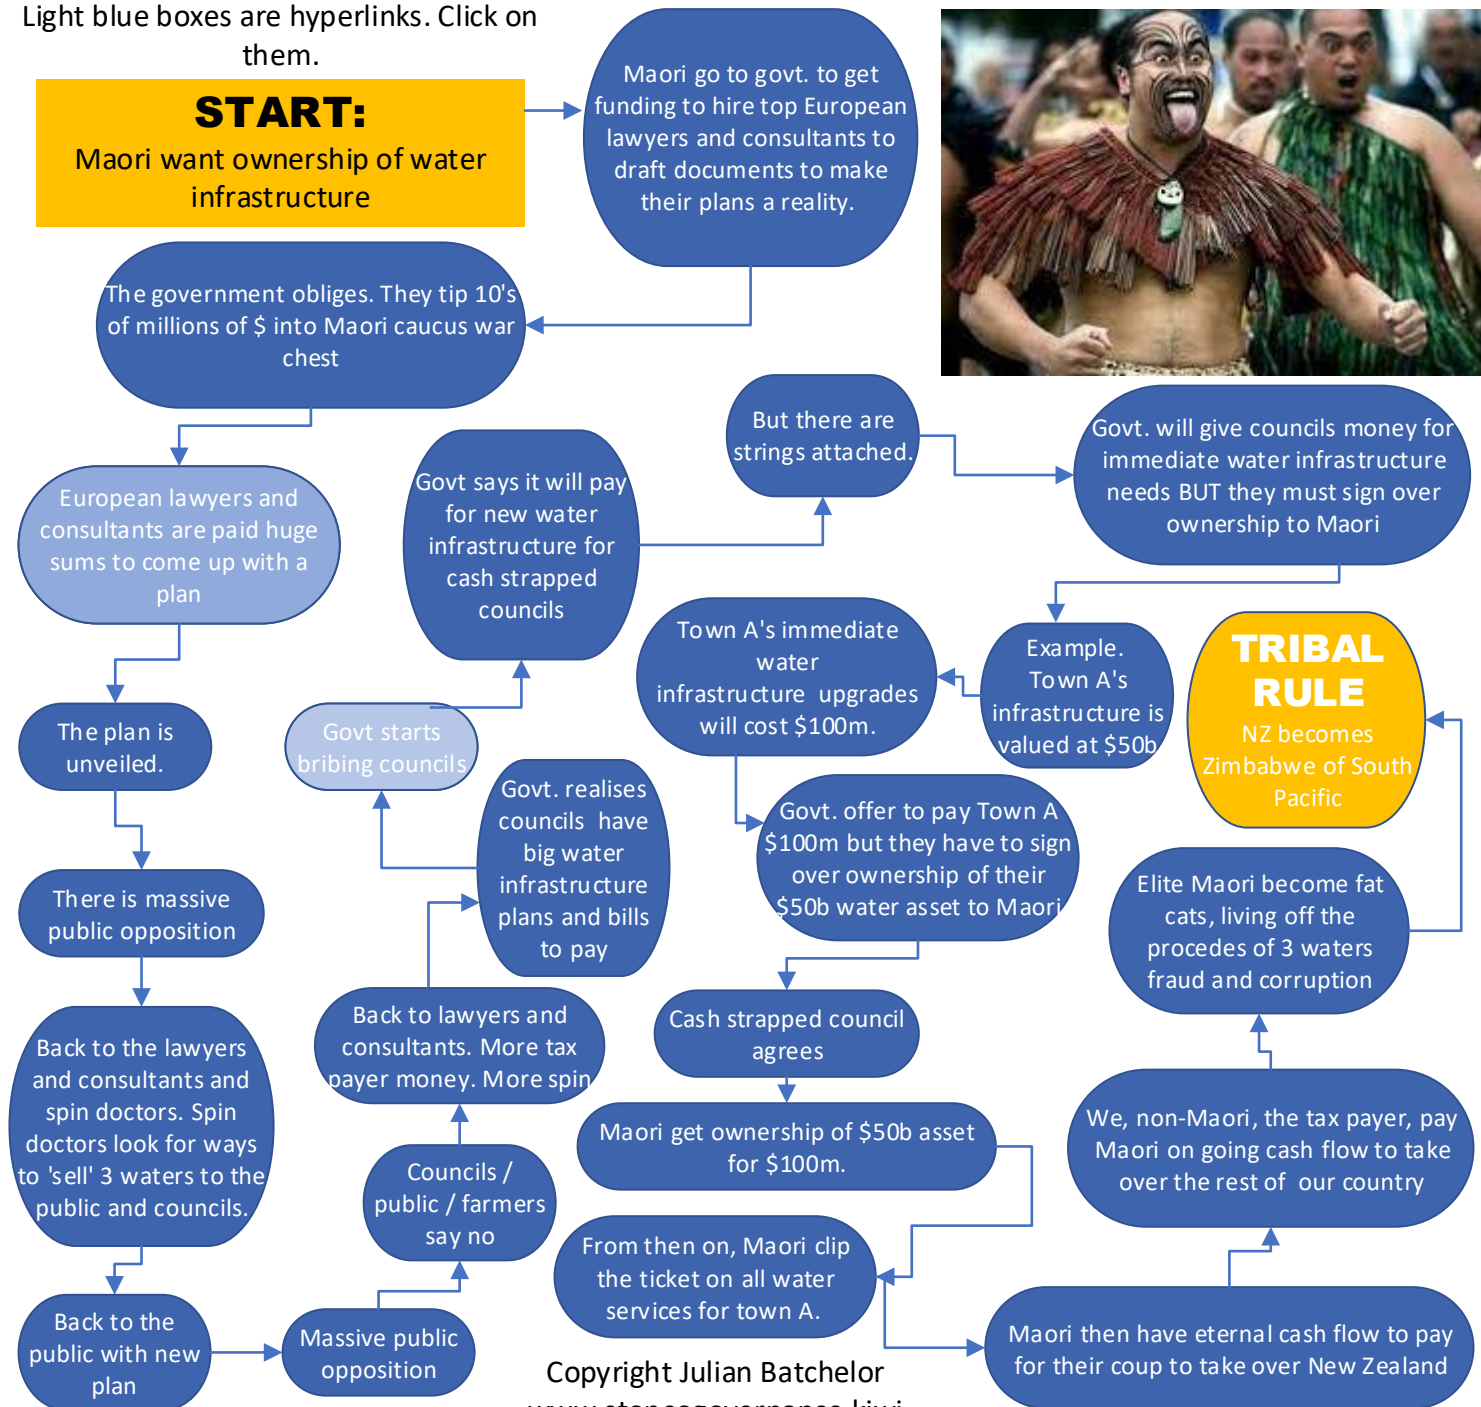 Light blue boxes are hyperlinks. Click on
them.
START:
Maori want ownership of water
infrastructure
Maori go to govt. to get
funding to hire top European
lawyers and consultants to
draft documents to make
their plans a reality.
The government obliges. They tip 10's
of millions of $ into Maori caucus war
chest
European lawyers and
consultants are paid huge
sums to come up with a
plan
The plan is
unveiled.
There is massive
public opposition
Back to the lawyers
and consultants and
spin doctors. Spin
doctors look for ways
to 'sell' 3 waters to the
public and councils.
Back to the
public with new
plan
Massive public
opposition
Councils /
public / farmers
say no
Back to lawyers and
consultants. More tax
payer money. More spin
Govt. realises
councils have
big water
infrastructure
plans and bills
to pay
Govt starts
bribing councils
Govt says it will pay
for new water
infrastructure for
cash strapped
councils
But there are
strings attached.
Govt. will give councils money for
immediate water infrastructure
needs BUT they must sign over
ownership to Maori
Example.
Town A's
infrastructure is
valued at $50b
Town A's immediate
water
infrastructure upgrades
will cost $100m.
Govt. offer to pay Town A
$100m but they have to sign
over ownership of their
$50b water asset to Maori
Cash strapped council
agrees
Maori get ownership of $50b asset
for $100m.
From then on, Maori clip
the ticket on all water
services for town A.
Maori then have eternal cash flow to pay
for their coup to take over New Zealand
We, non-Maori, the tax payer, pay
Maori on going cash flow to take
over the rest of our country
Elite Maori become fat
cats, living off the
procedes of 3 waters
fraud and corruption
TRIBAL
RULE
NZ becomes
Zimbabwe of South
Pacific
Copyright Julian Batchelor
www.stopcogovernance.kiwi